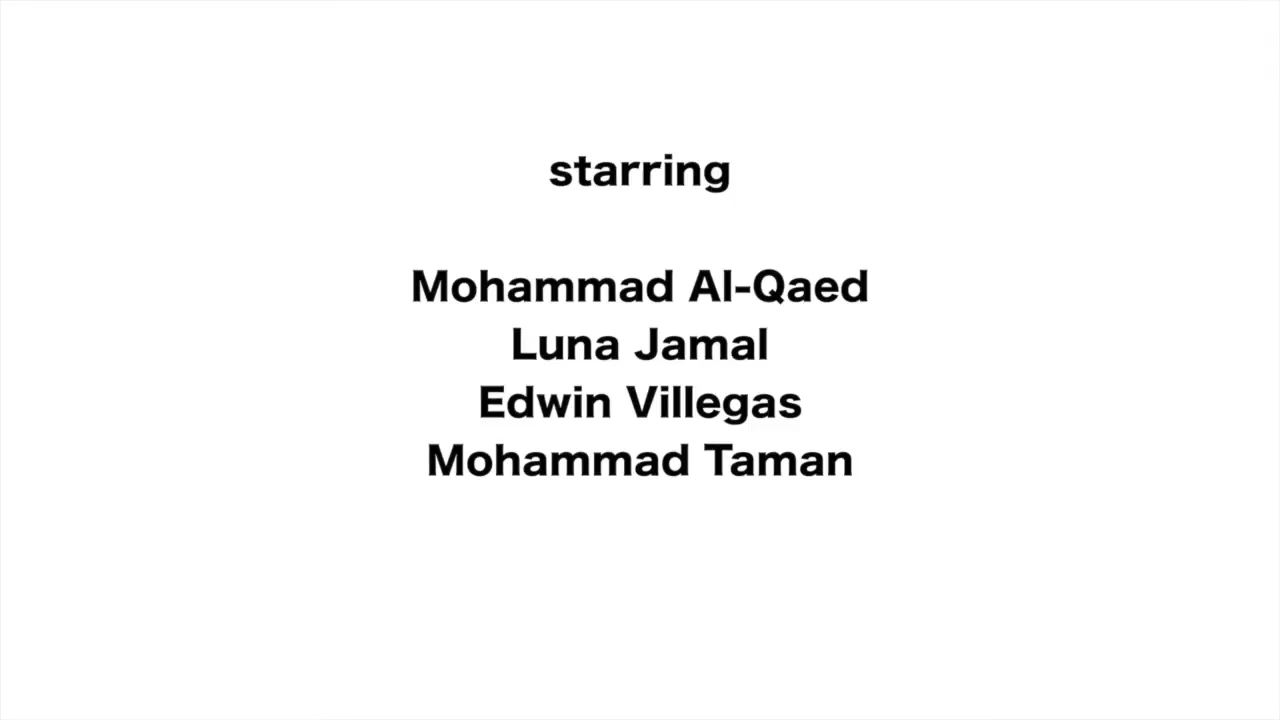 starring
Mohammad Al-Qaed
Luna Jamal
Edwin Villegas
Mohammad Taman